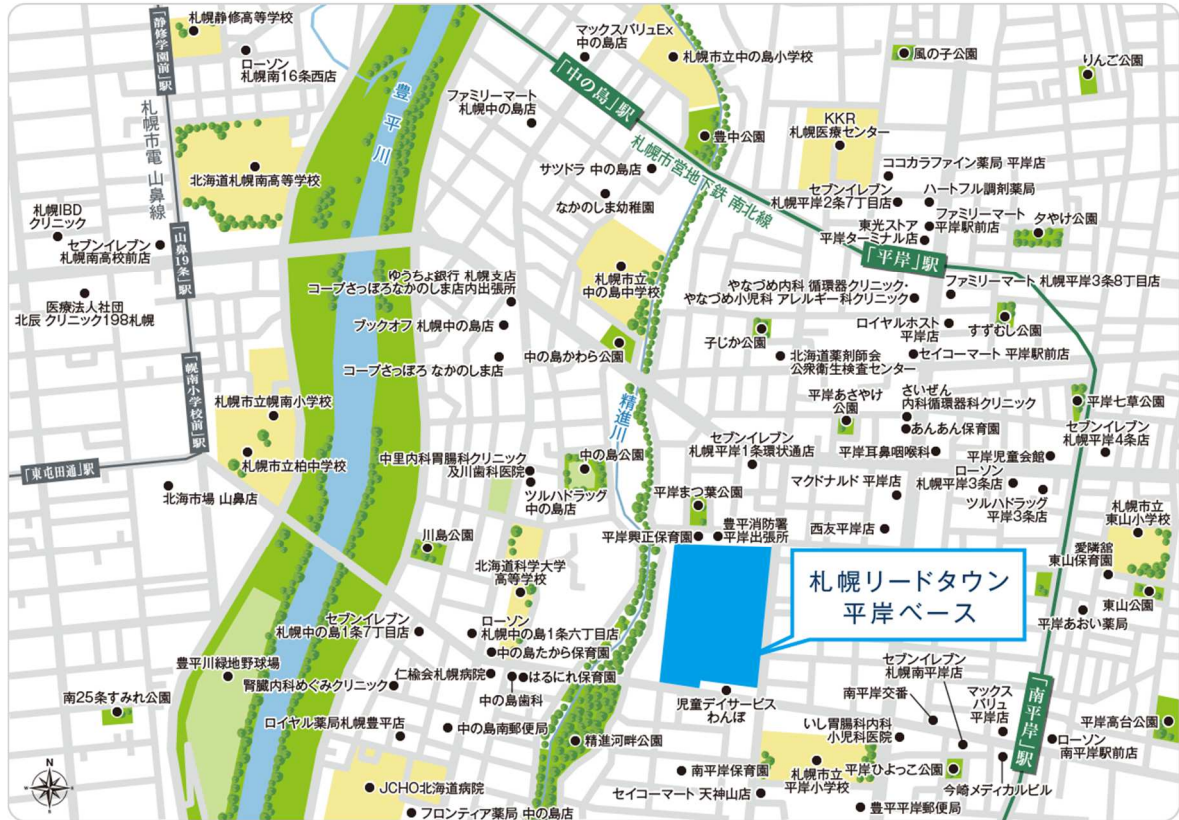 札幌静修高等学校
ローソン
札幌南16条西店
「静修学園前」駅
札幌市電 山鼻線
豊平川
マックスバリュEx
中の島店
札幌市立中の島小学校
風の子公園
りんご公園
「中の島」駅
ファミリーマート
札幌中の島店
豊中公園
KKR
札幌医療センター
札幌市営地下鉄 南北線
サツドラ 中の島店
ココカラファイン薬局 平岸店
北海道札幌南高等学校
なかのしま幼稚園
セブンイレブン
札幌平岸2条7丁目店
ハートフル調剤薬局
ファミリーマート
平岸駅前店
東光ストア
平岸ターミナル店
夕やけ公園
札幌IBD
クリニック
セブンイレブン
札幌南高校前店
「山鼻19条」駅
「平岸」駅
ゆうちょ銀行 札幌支店
コープさっぽろなかのしま店内出張所
札幌市立
中の島中学校
やなづめ内科 循環器クリニック・
やなづめ小児科 アレルギー科クリニック
ファミリーマート 札幌平岸3条8丁目店
医療法人社団
北辰 クリニック198札幌
ブックオフ 札幌中の島店
ロイヤルホスト
平岸店
すずむし公園
中の島かわら公園
子じか公園
北海道薬剤師会
公衆衛生検査センター
セイコーマート 平岸駅前店
コープさっぽろ なかのしま店
「幌南小学校前」駅
精進川
平岸あさやけ
公園
さいぜん
内科循環器科クリニック
あんあん保育園
平岸七草公園
札幌市立幌南小学校
セブンイレブン
札幌平岸4条店
札幌市立柏中学校
中里内科胃腸科クリニック
及川歯科医院
中の島公園
セブンイレブン
札幌平岸1条環状通店
平岸耳鼻咽喉科
平岸児童会館
「東屯田通」駅
北海市場 山鼻店
ツルハドラッグ
中の島店
平岸まつ葉公園
マクドナルド 平岸店
ローソン
札幌平岸3条店
ツルハドラッグ
平岸3条店
札幌市立
東山小学校
川島公園
平岸興正保育園
豊平消防署
平岸出張所
西友平岸店
愛隣舘
東山保育園
北海道科学大学
高等学校
札幌リードタウン
平岸ベース
東山公園
平岸あおい薬局
セブンイレブン
札幌中の島1条7丁目店
ローソン
札幌中の島1条六丁目店
中の島たから保育園
豊平川緑地野球場
仁楡会札幌病院
はるにれ保育園
中の島歯科
腎臓内科めぐみクリニック
児童デイサービス
わんぱ
セブンイレブン
札幌南平岸店
南平岸交番
マックス
バリュ
平岸店
「南平岸」駅
南25条すみれ公園
ロイヤル薬局札幌豊平店
中の島南郵便局
精進河畔公園
いし胃腸科内科
小児科医院
平岸高台公園
ローソン
南平岸駅前店
南平岸保育園
札幌市立
平岸小学校
平岸ひよっこ公園
今崎メディカルビル
JCHO北海道病院
セイコーマート 天神山店
フロンティア薬局 中の島店
豊平平岸郵便局
N